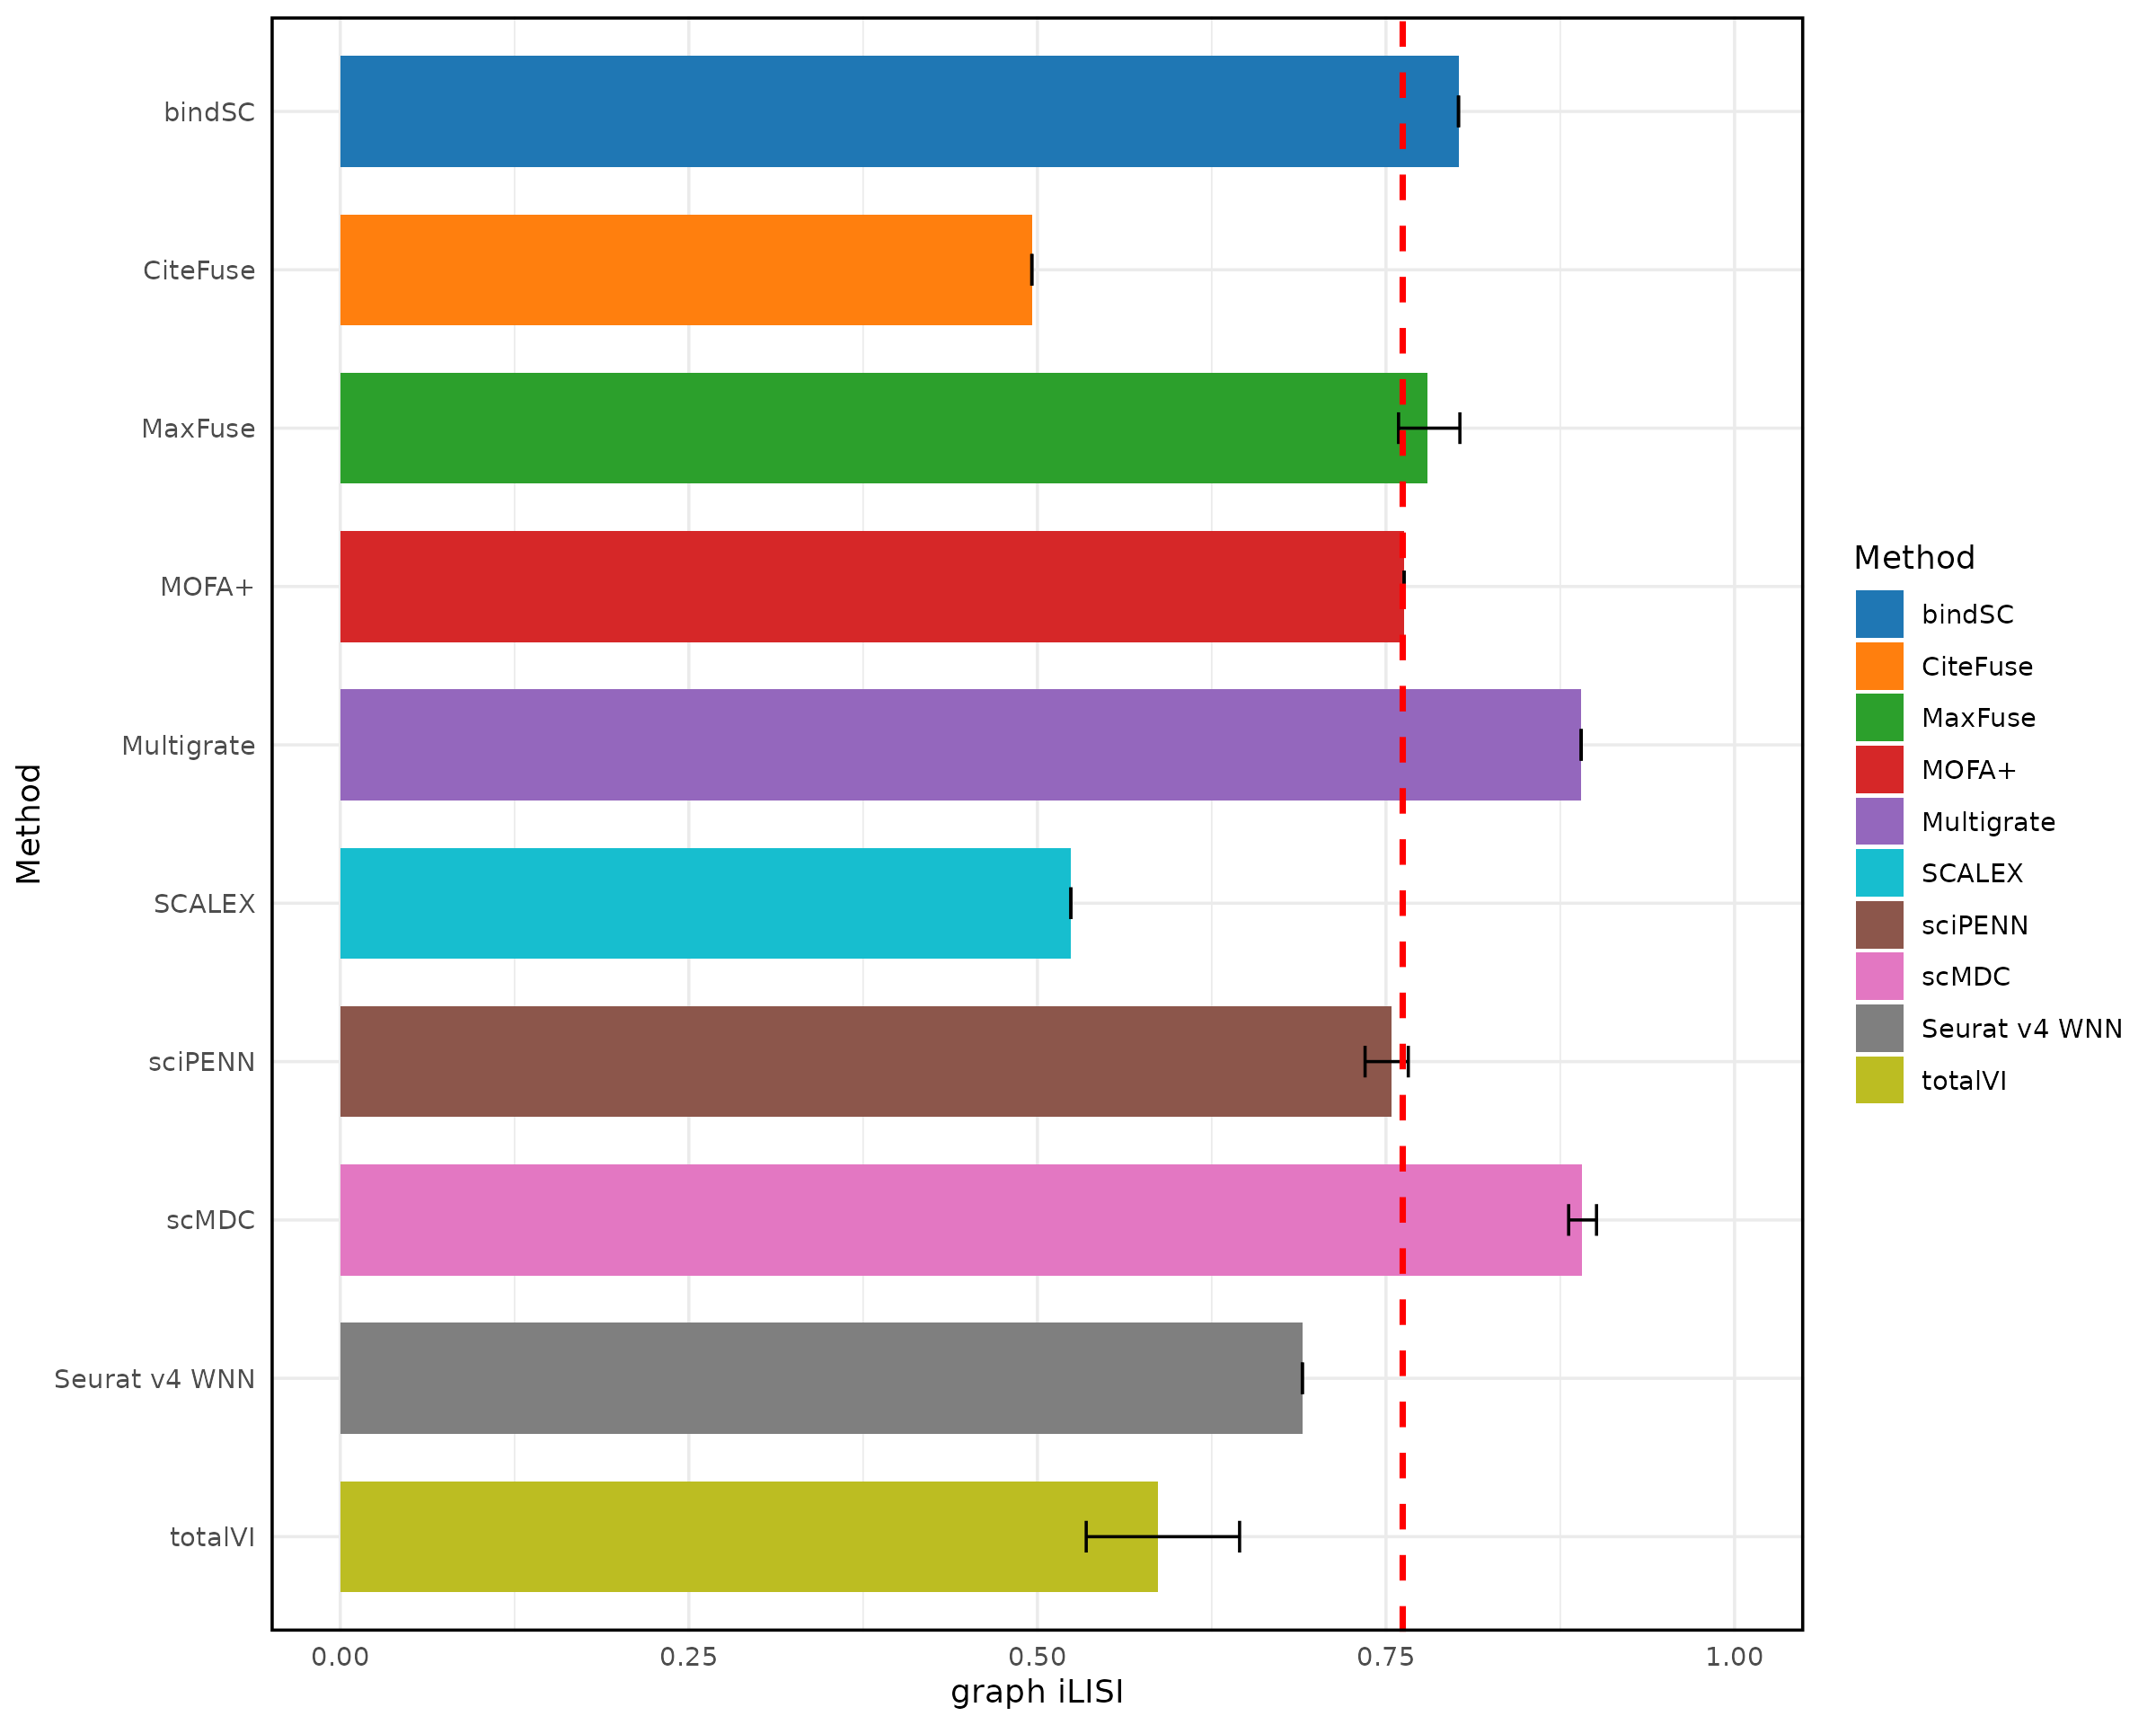 Method
bindSC
CiteFuse
MaxFuse
MOFA+
Multigrate
SCALEX
sciPENN
scMDC
Seurat v4 WNN
totalVI
0.00 0.25 0.50 0.75 1.00
graph iLISI
Method
bindSC
CiteFuse
MaxFuse
MOFA+
Multigrate
SCALEX
sciPENN
scMDC
Seurat v4 WNN
totalVI